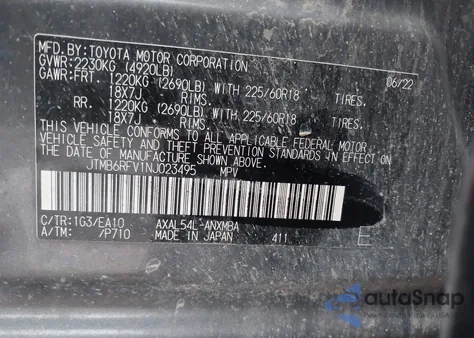 MFD. BY: TOYOTA MOTOR CORPORATION 06/22
GVWR: 2230KG (4920LB)
GAWR: FRT. 1220KG (2690LB) WITH 225/60R18 TIRES.
18X7J RIMS.
RR. 1220KG (2690LB) WITH 225/60R18 TIRES.
18X7J RIMS.
THIS VEHICLE CONFORMS TO ALL APPLICABLE FEDERAL MOTOR
VEHICLE SAFETY AND THEFT PREVENTION STANDARDS IN EFFECT ON
THE DATE OF MANUFACTURE SHOWN ABOVE.
JTMB6RFV1NJ023495 MPV
C/TR: 1G3/EA10 AXAL54L-ANXMBA
A/TM: /P710 MADE IN JAPAN 411 E
autoSnap